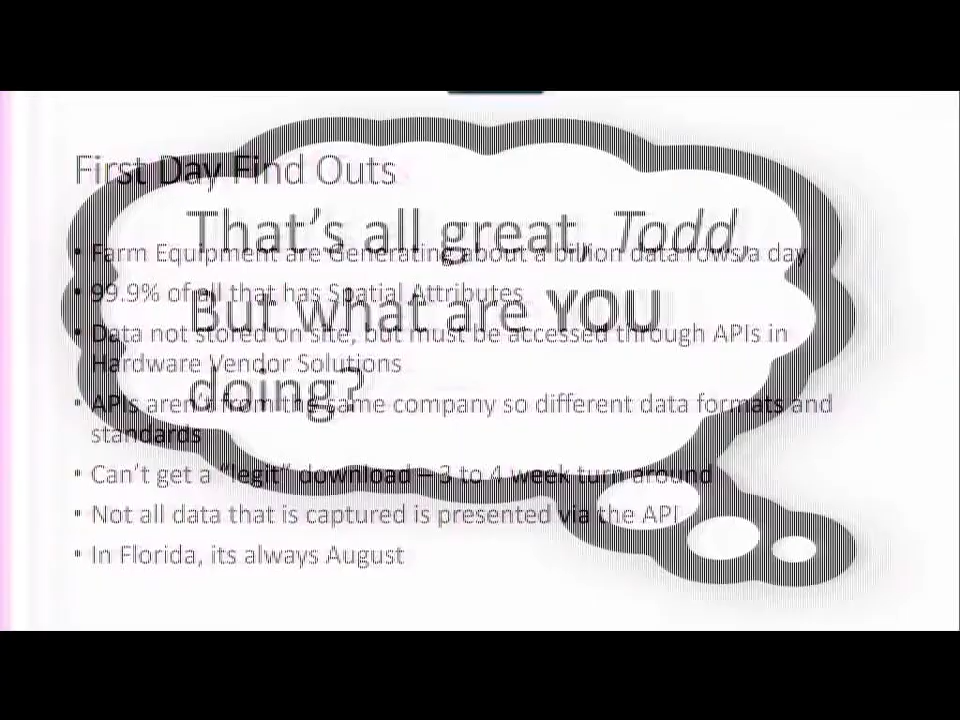 First Day Find Outs
That's all great, Todd,
But what are YOU
doing?
• Farm Equipment are Generating about a billion data rows a day
• 99.9% of all that has Spatial Attributes
• Data not stored on site, but must be accessed through APIs in
Hardware Vendor Solutions
• APIs aren't from the same company so different data formats and
standards
• Can't get a "legit" download – 3 to 4 week turn around
• Not all data that is captured is presented via the API
• In Florida, its always August